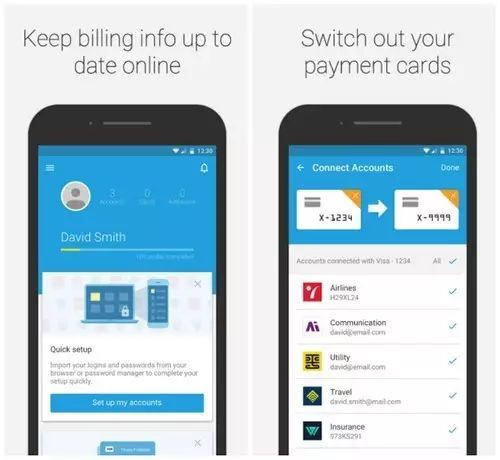 Keep billing info up to
date online
12:30
3
0
0
Accounts
David Smith
10% profile completed
Quick setup
Import your logins and passwords from your
browser or password manager to complete your
setup quickly.
Set up my accounts
Switch out your
payment cards
12:30
Connect Accounts
Done
X-1234
X-9999
Accounts connected with Visa - 1234
All
Airlines
H29XL24
Communication
david@email.com
Utility
david@email.com
Travel
david.smith@mail.com
Insurance
973KS291